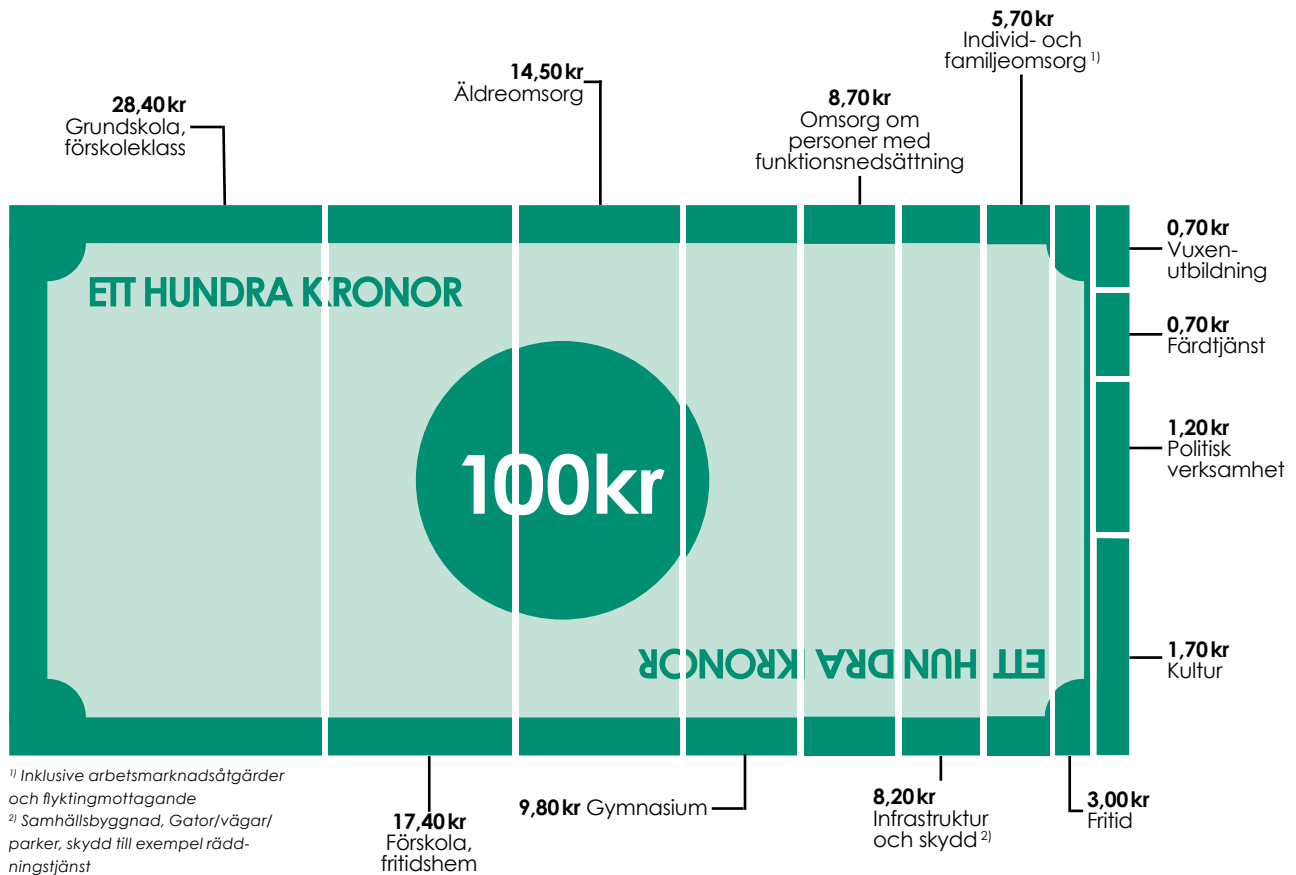 5,70 kr
Individ- och
familjeomsorg 1)
14,50 kr
Äldreomsorg
8,70 kr
Omsorg om
personer med
funktionsnedsättning
28,40 kr
Grundskola,
förskoleklass
0,70 kr
Vuxen-
utbildning
0,70 kr
Färdtjänst
1,20 kr
Politisk
verksamhet
1,70 kr
Kultur
ETT HUNDRA KRONOR
100kr
ETT HUNDRA KRONOR
1) Inklusive arbetsmarknadsåtgärder
och flyktingmottagande
2) Samhällsbyggnad, Gator/vägar/
parker, skydd till exempel rädd-
ningstjänst
17,40 kr
Förskola,
fritidshem
9,80 kr Gymnasium
8,20 kr
Infrastruktur
och skydd 2)
3,00 kr
Fritid